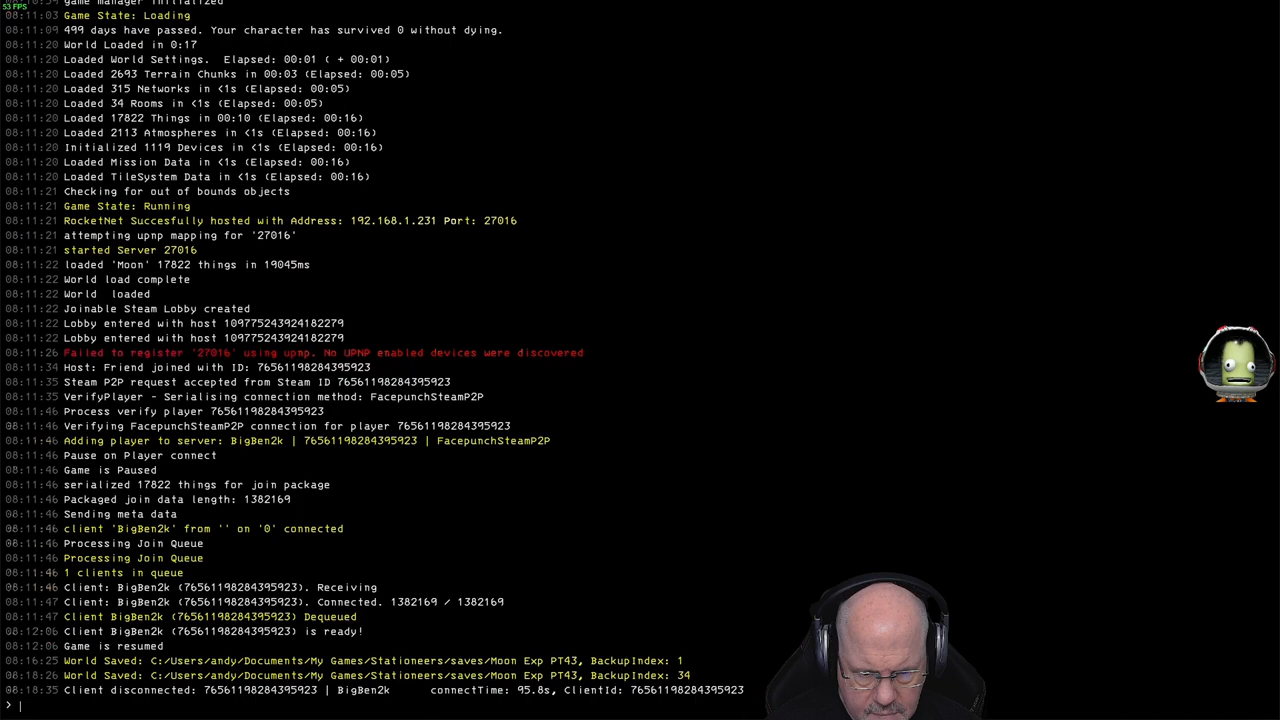 53 FPS
game manager initialized
08:11:03 Game State: Loading
08:11:09 499 days have passed. Your character has survived 0 without dying.
08:11:20 World Loaded in 0:17
08:11:20 Loaded World Settings. Elapsed: 00:01 ( + 00:01)
08:11:20 Loaded 2693 Terrain Chunks in 00:03 (Elapsed: 00:05)
08:11:20 Loaded 315 Networks in <1s (Elapsed: 00:05)
08:11:20 Loaded 34 Rooms in <1s (Elapsed: 00:05)
08:11:20 Loaded 17822 Things in 00:10 (Elapsed: 00:16)
08:11:20 Loaded 2113 Atmospheres in <1s (Elapsed: 00:16)
08:11:20 Initialized 1119 Devices in <1s (Elapsed: 00:16)
08:11:20 Loaded Mission Data in <1s (Elapsed: 00:16)
08:11:20 Loaded TileSystem Data in <1s (Elapsed: 00:16)
08:11:21 Checking for out of bounds objects
08:11:21 Game State: Running
08:11:21 RocketNet Succesfully hosted with Address: 192.168.1.231 Port: 27016
08:11:21 attempting upnp mapping for '27016'
08:11:21 started Server 27016
08:11:22 loaded 'Moon' 17822 things in 19045ms
08:11:22 World load complete
08:11:22 World loaded
08:11:22 Joinable Steam Lobby created
08:11:22 Lobby entered with host 109775243924182279
08:11:22 Lobby entered with host 109775243924182279
08:11:26 Failed to register '27016' using upnp. No UPNP enabled devices were discovered
08:11:34 Host: Friend joined with ID: 76561198284395923
08:11:35 Steam P2P request accepted from Steam ID 76561198284395923
08:11:35 VerifyPlayer - Serialising connection method: FacepunchSteamP2P
08:11:46 Process verify player 76561198284395923
08:11:46 Verifying FacepunchSteamP2P connection for player 76561198284395923
08:11:46 Adding player to server: BigBen2k | 76561198284395923 | FacepunchSteamP2P
08:11:46 Pause on Player connect
08:11:46 Game is Paused
08:11:46 serialized 17822 things for join package
08:11:46 Packaged join data length: 1382169
08:11:46 Sending meta data
08:11:46 client 'BigBen2k' from '' on '0' connected
08:11:46 Processing Join Queue
08:11:46 Processing Join Queue
08:11:46 1 clients in queue
08:11:46 Client: BigBen2k (76561198284395923). Receiving
08:11:47 Client: BigBen2k (76561198284395923). Connected. 1382169 / 1382169
08:11:47 Client BigBen2k (76561198284395923) Dequeued
08:12:06 Client BigBen2k (76561198284395923) is ready!
08:12:06 Game is resumed
08:16:25 World Saved: C:/Users/andy/Documents/My Games/Stationeers/saves/Moon Exp PT43, BackupIndex: 1
08:18:26 World Saved: C:/Users/andy/Documents/My Games/Stationeers/saves/Moon Exp PT43, BackupIndex: 34
08:18:35 Client disconnected: 76561198284395923 | BigBen2k connectTime: 95.8s, ClientId: 76561198284395923
> |